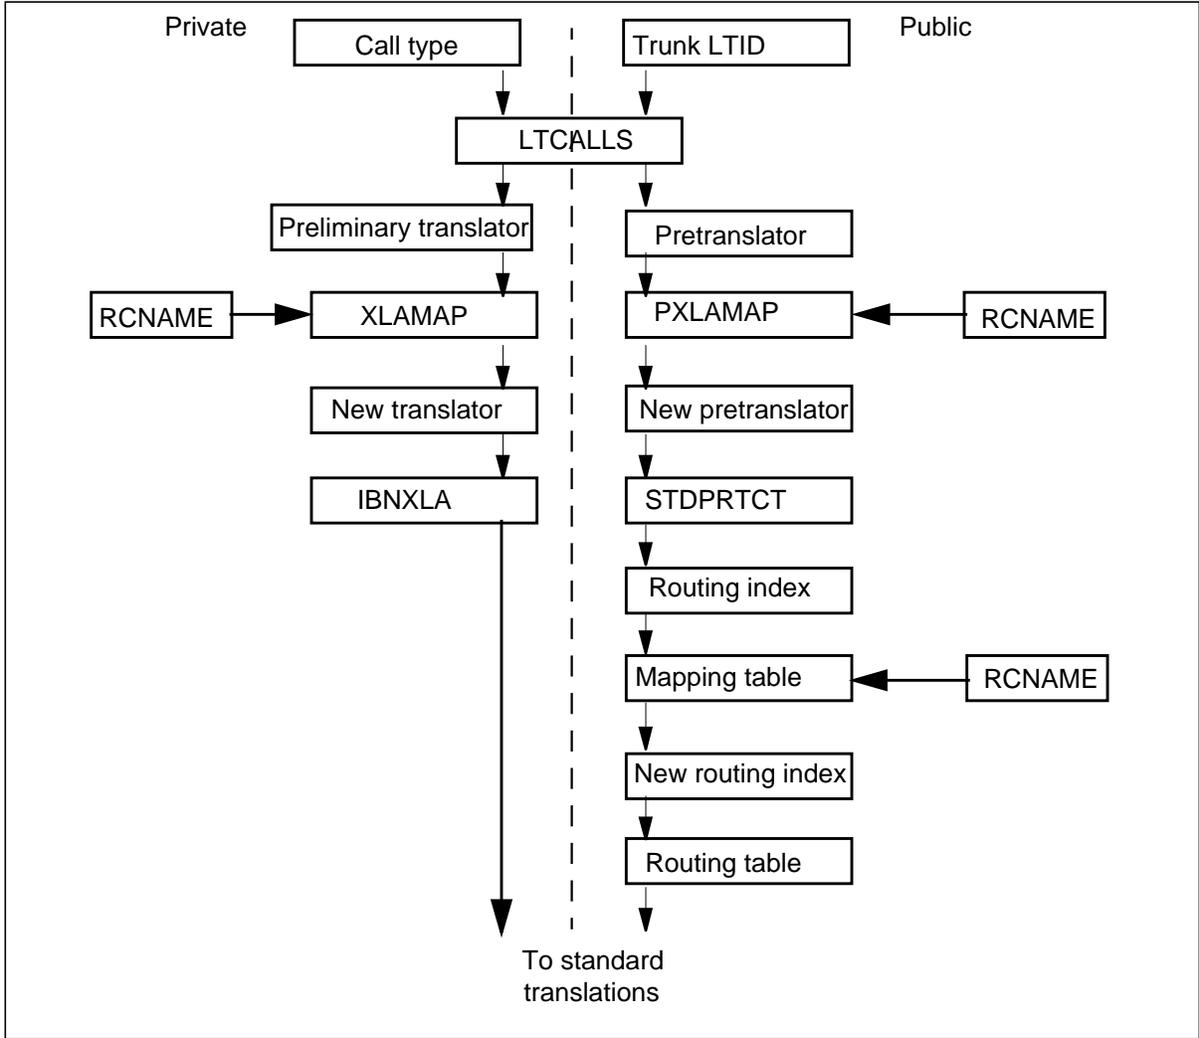 Private
Call type
Trunk LTID
Public
LTCALLS
Preliminary translator
Pretranslator
RCNAME
XLAMAP
PXLAMAP
RCNAME
New translator
New pretranslator
IBNXLA
STDPRTCT
Routing index
Mapping table
RCNAME
New routing index
Routing table
To standard
translations